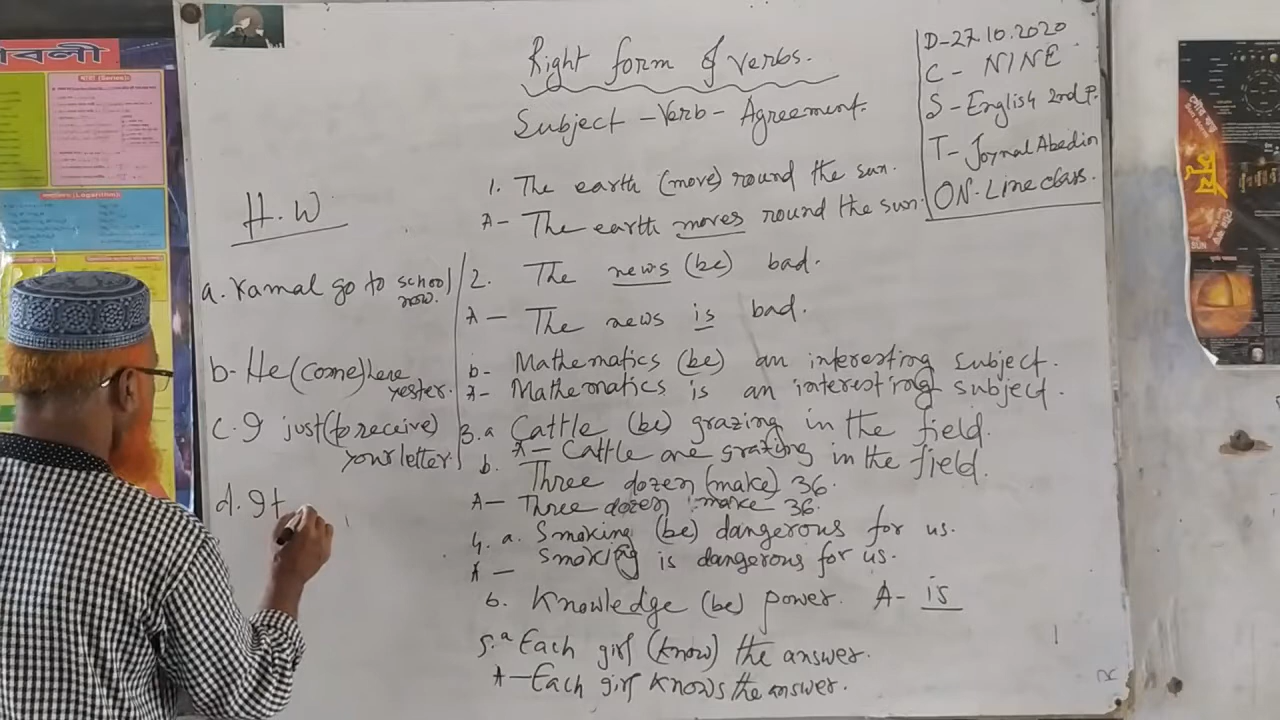 Right form of verbs.
Subject - Verb - Agreement.
D-27.10.2020
C - NINE
S - English 2nd P.
T - Joynal Abedin
ON-Line class.
1. The earth (move) round the sun.
A- The earth moves round the sun.
2. The news (be) bad.
A- The news is bad.
b- Mathematics (be) an interesting subject.
A- Mathematics is an interesting subject.
3.a Cattle (be) grazing in the field.
A- Cattle are grazing in the field.
b. Three dozen (make) 36.
A- Three dozen make 36.
4. a. Smoking (be) dangerous for us.
A- Smoking is dangerous for us.
b. Knowledge (be) power. A- is
5.a Each girl (know) the answer.
A- Each girl knows the answer.
H.W
a. Kamal go to school
now.
b- He (come) here
yester.
c. I just (to receive)
your letter.
d. It
বলী
সূর্য